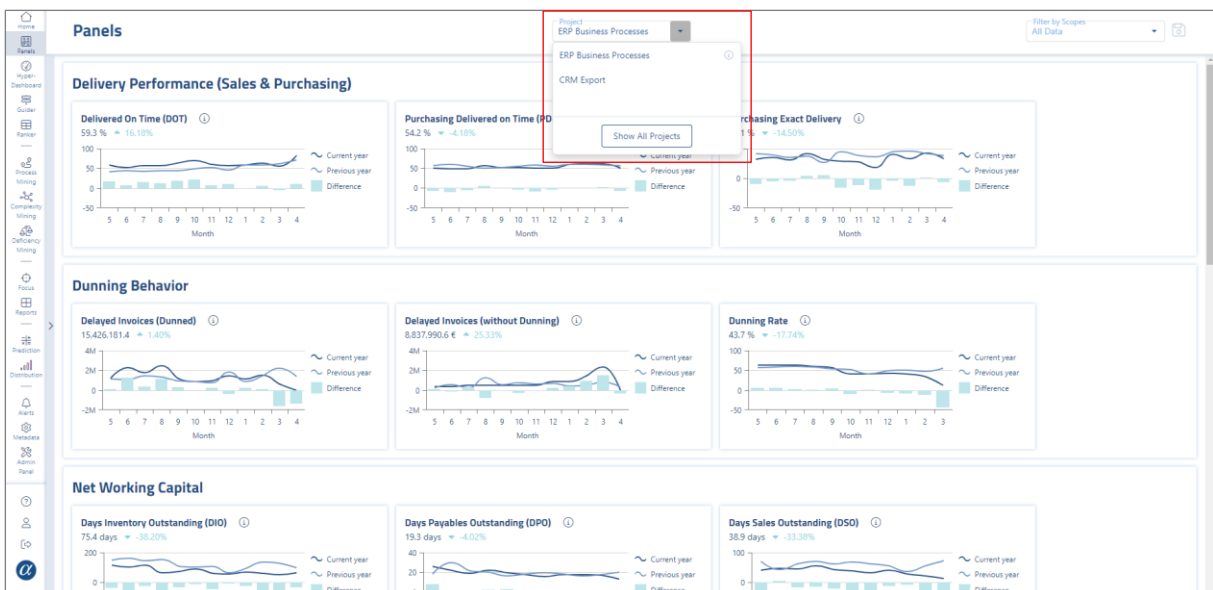 Home
Panels
Hyper-
Dashboard
Guider
Ranker
Process
Mining
Complexity
Mining
Deficiency
Mining
Focus
Reports
Prediction
Distribution
Alerts
Metadata
Admin
Panel
Panels
Project
ERP Business Processes
ERP Business Processes
CRM Export
Show All Projects
Filter by Scopes
All Data
Delivery Performance (Sales & Purchasing)
Delivered On Time (DOT)
59.3 % 16.18%
100
50
0
-50
5 6 7 8 9 10 11 12 1 2 3 4
Month
Current year
Previous year
Difference
Purchasing Delivered on Time (PD
54.2 % -4.18%
100
50
0
-50
5 6 7 8 9 10 11 12 1 2 3 4
Month
Current year
Previous year
Difference
rchasing Exact Delivery
1 % -14.50%
0
-50
5 6 7 8 9 10 11 12 1 2 3 4
Month
Current year
Previous year
Difference
Dunning Behavior
Delayed Invoices (Dunned)
15,426,181.4 1.40%
4M
2M
0
-2M
5 6 7 8 9 10 11 12 1 2 3 4
Month
Current year
Previous year
Difference
Delayed Invoices (without Dunning)
8,837,990.6 € 25.33%
4M
2M
0
-2M
5 6 7 8 9 10 11 12 1 2 3 4
Month
Current year
Previous year
Difference
Dunning Rate
43.7 % -17.74%
100
50
0
-50
5 6 7 8 9 10 11 12 1 2 3
Month
Current year
Previous year
Difference
Net Working Capital
Days Inventory Outstanding (DIO)
75.4 days -38.20%
200
0
Current year
Previous year
Difference
Days Payables Outstanding (DPO)
19.3 days -4.02%
40
20
Current year
Previous year
Difference
Days Sales Outstanding (DSO)
38.9 days -33.38%
100
0
Current year
Previous year
Difference